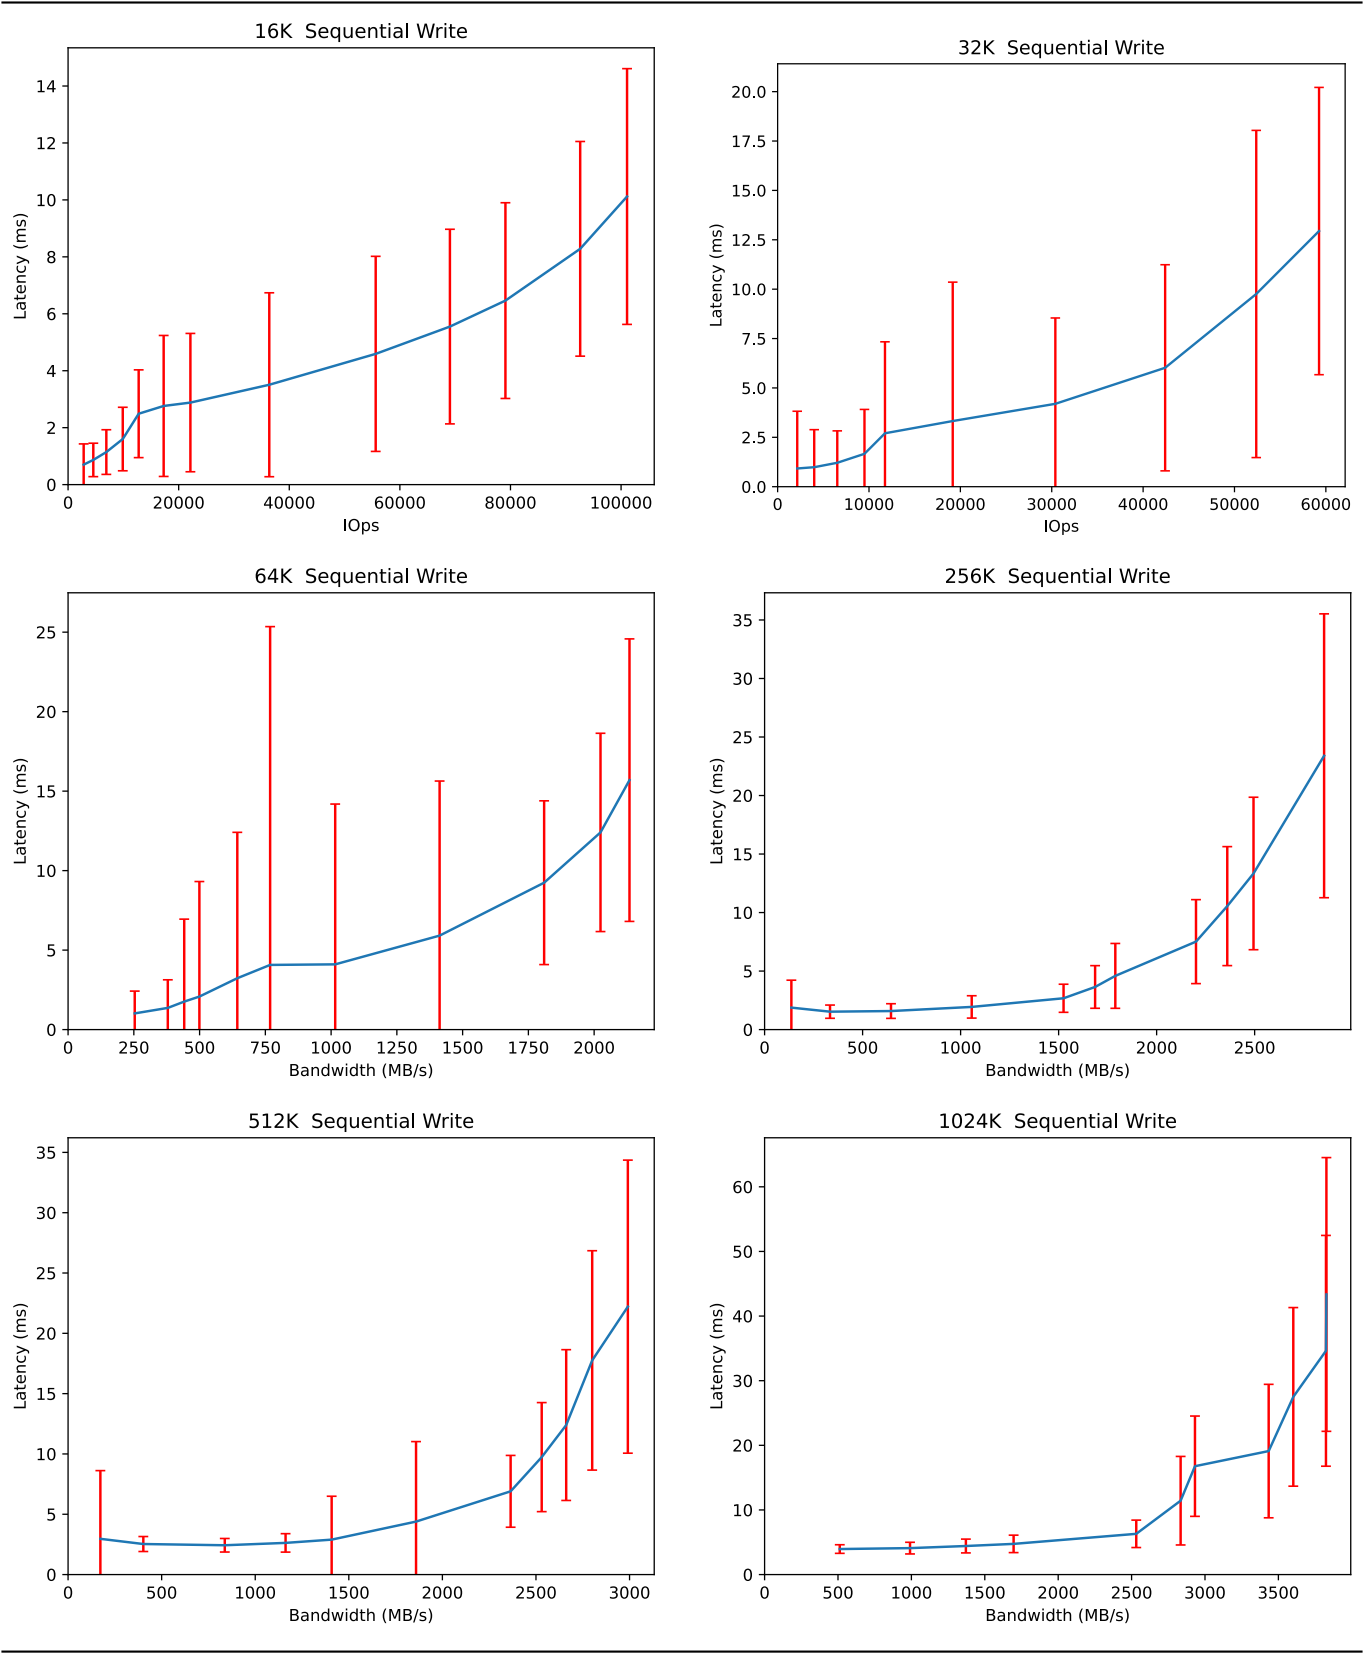 16K  Sequential Write
Latency (ms)
14
12
10
8
6
4
2
0
0 20000 40000 60000 80000 100000
IOps
32K  Sequential Write
Latency (ms)
20.0
17.5
15.0
12.5
10.0
7.5
5.0
2.5
0.0
0 10000 20000 30000 40000 50000 60000
IOps
64K  Sequential Write
Latency (ms)
25
20
15
10
5
0
0 250 500 750 1000 1250 1500 1750 2000
Bandwidth (MB/s)
256K  Sequential Write
Latency (ms)
35
30
25
20
15
10
5
0
0 500 1000 1500 2000 2500
Bandwidth (MB/s)
512K  Sequential Write
Latency (ms)
35
30
25
20
15
10
5
0
0 500 1000 1500 2000 2500 3000
Bandwidth (MB/s)
1024K  Sequential Write
Latency (ms)
60
50
40
30
20
10
0
0 500 1000 1500 2000 2500 3000 3500
Bandwidth (MB/s)